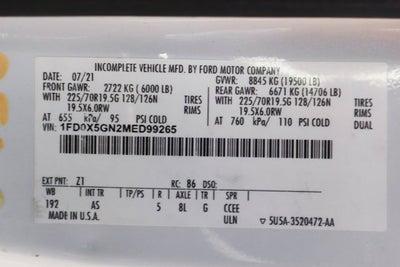 INCOMPLETE VEHICLE MFD. BY FORD MOTOR COMPANY
DATE: 07/21 GVWR: 8845 KG (19500 LB)
FRONT GAWR: 2722 KG (6000 LB) REAR GAWR: 6671 KG (14706 LB)
WITH 225/70R19.5G 128/126N TIRES WITH 225/70R19.5G 128/126N TIRES
19.5X6.0RW RIMS 19.5X6.0RW RIMS
AT 655 kPa/ 95 PSI COLD AT 760 kPa/ 110 PSI COLD DUAL
VIN: 1FD0X5GN2MED99265
EXT PNT: Z1 RC: 86 DSO:
WB INT TR TP/PS R AXLE TR SPR
192 AS 5 8L G CCEE
MADE IN U.S.A. ULN 5U5A-3520472-AA